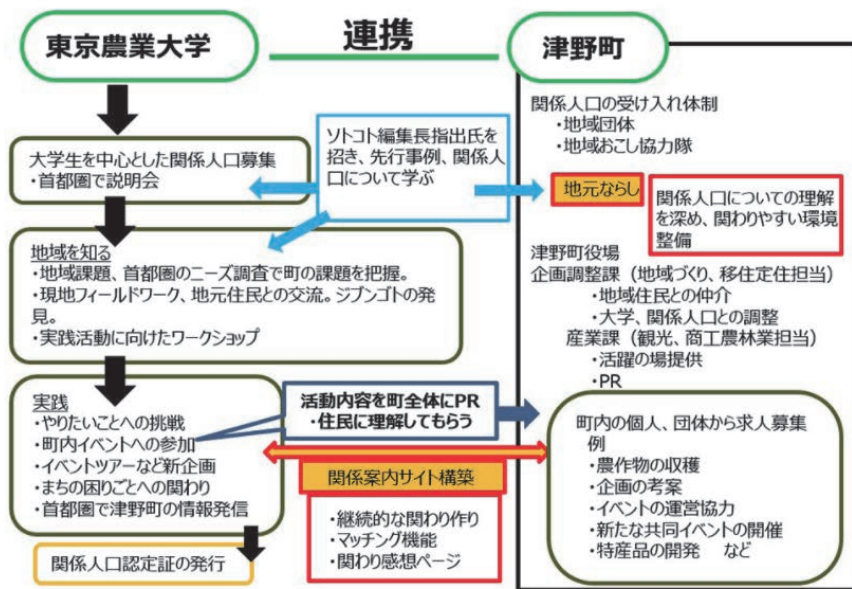 東京農業大学
連携
津野町
大学生を中心とした関係人口募集
・首都圏で説明会
ソトコト編集長指出氏を
招き、先行事例、関係人
口について学ぶ
地域を知る
・地域課題、首都圏のニーズ調査で町の課題を把握。
・現地フィールドワーク、地元住民との交流。ジブンゴトの発
見。
・実践活動に向けたワークショップ
実践
・やりたいことへの挑戦
・町内イベントへの参加
・イベントツアーなど新企画
・まちの困りごとへの関わり
・首都圏で津野町の情報発信
関係人口認定証の発行
活動内容を町全体にPR
・住民に理解してもらう
関係案内サイト構築
・継続的な関わり作り
・マッチング機能
・関わり感想ページ
関係人口の受け入れ体制
・地域団体
・地域おこし協力隊
地元ならし
関係人口についての理解
を深め、関わりやすい環境
整備
津野町役場
企画調整課（地域づくり、移住定住担当）
・地域住民との仲介
・大学、関係人口との調整
産業課（観光、商工農林業担当）
・活躍の場提供
・PR
町内の個人、団体から求人募集
例
・農作物の収穫
・企画の考案
・イベントの運営協力
・新たな共同イベントの開催
・特産品の開発　など